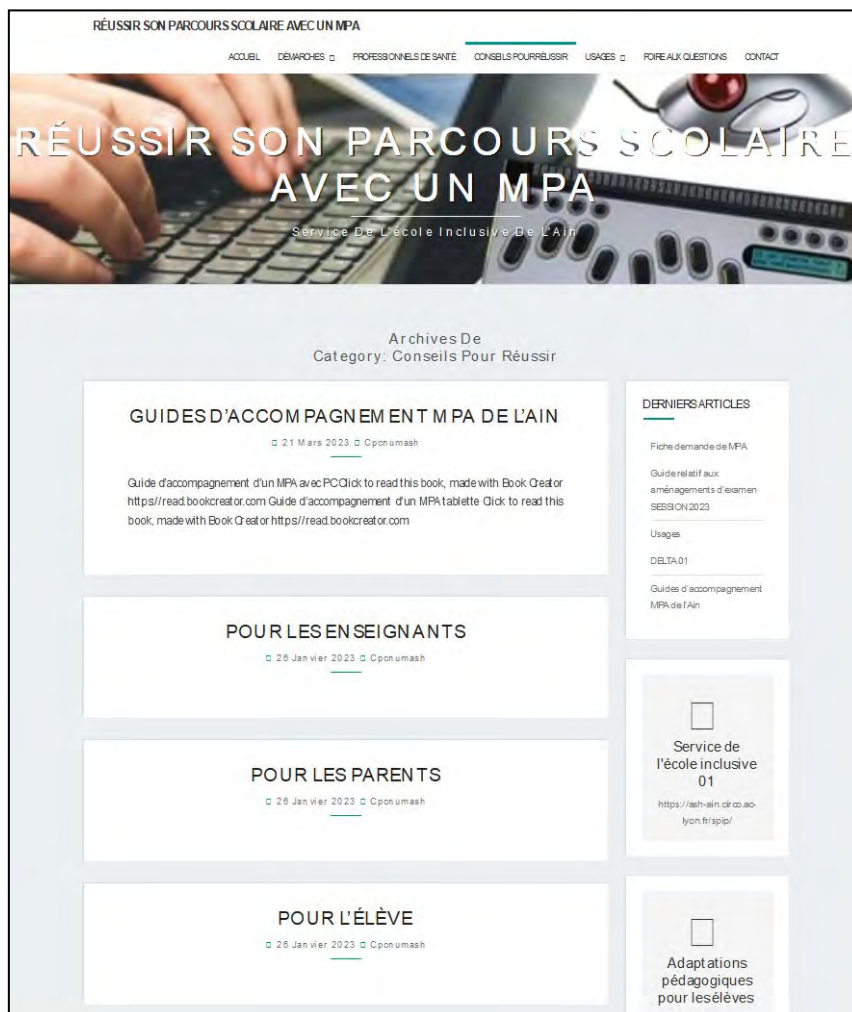 RÉUSSIR SON PARCOURS SCOLAIRE AVEC UN MPA
ACCUEIL DÉMARCHES PROFESSIONNELS DE SANTÉ CONSEILS POUR RÉUSSIR USAGES FOIRE AUX QUESTIONS CONTACT
RÉUSSIR SON PARCOURS SCOLAIRE
AVEC UN MPA
Service De L'école Inclusive De L'Ain
Archives De
Category: Conseils Pour Réussir
GUIDES D'ACCOMPAGNEMENT MPA DE L'AIN
21 Mars 2023 Cpcnumash
Guide d'accompagnement d'un MPA avec PCClick to read this book, made with Book Creator
https//read.bookcreator.com Guide d'accompagnement d'un MPA tablette Click to read this
book, made with Book Creator https//read.bookcreator.com
POUR LES ENSEIGNANTS
26 Janvier 2023 Cpcnumash
POUR LES PARENTS
26 Janvier 2023 Cpcnumash
POUR L'ÉLÈVE
26 Janvier 2023 Cpcnumash
DERNIERS ARTICLES
Fiche demande de MPA
Guide relatif aux
aménagements d'examen
SESSION 2023
Usages
DELTA 01
Guides d'accompagnement
MPA de l'Ain
Service de
l'école inclusive
01
https://ash-ain.circo.ac-
lyon.fr/spip/
Adaptations
pédagogiques
pour lesélèves